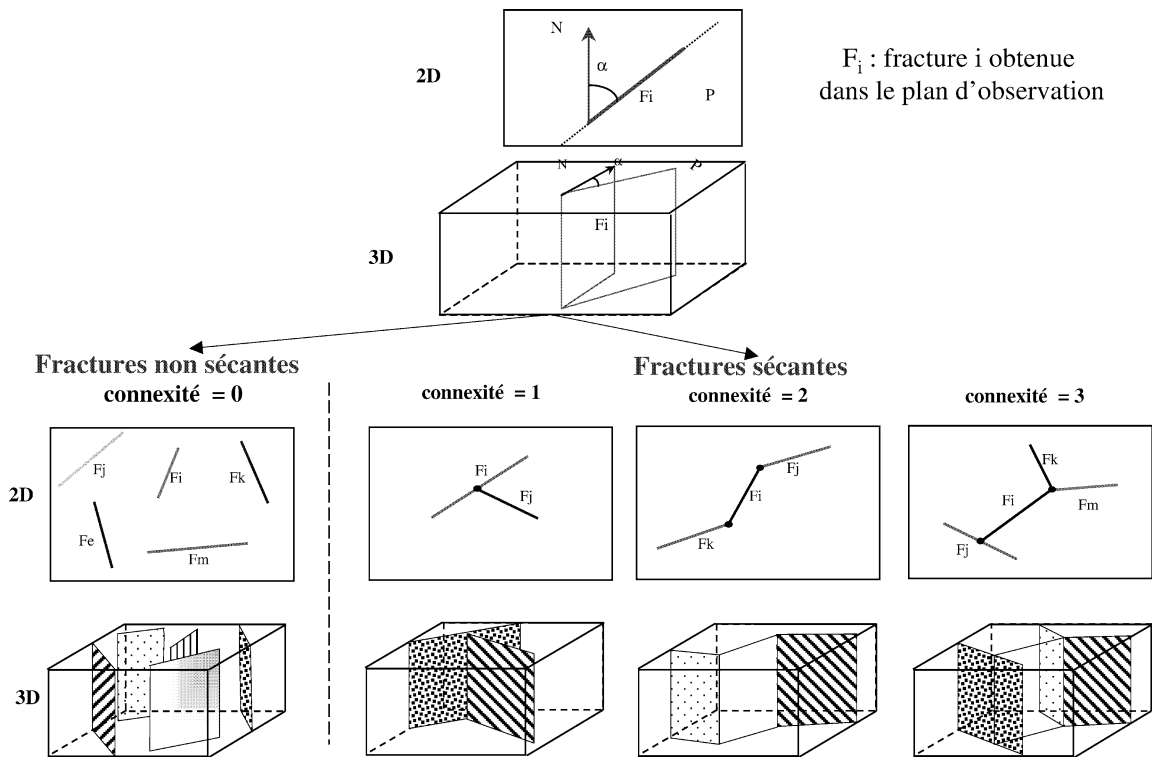 N
α
2D
Fi
P
F_i : fracture i obtenue
dans le plan d'observation
N
α
P
Fi
3D
Fractures non sécantes
connexité = 0
Fractures sécantes
connexité = 1
connexité = 2
connexité = 3
2D
Fj
Fi
Fk
Fe
Fm
Fi
Fj
Fj
Fi
Fk
Fk
Fi
Fm
Fj
3D